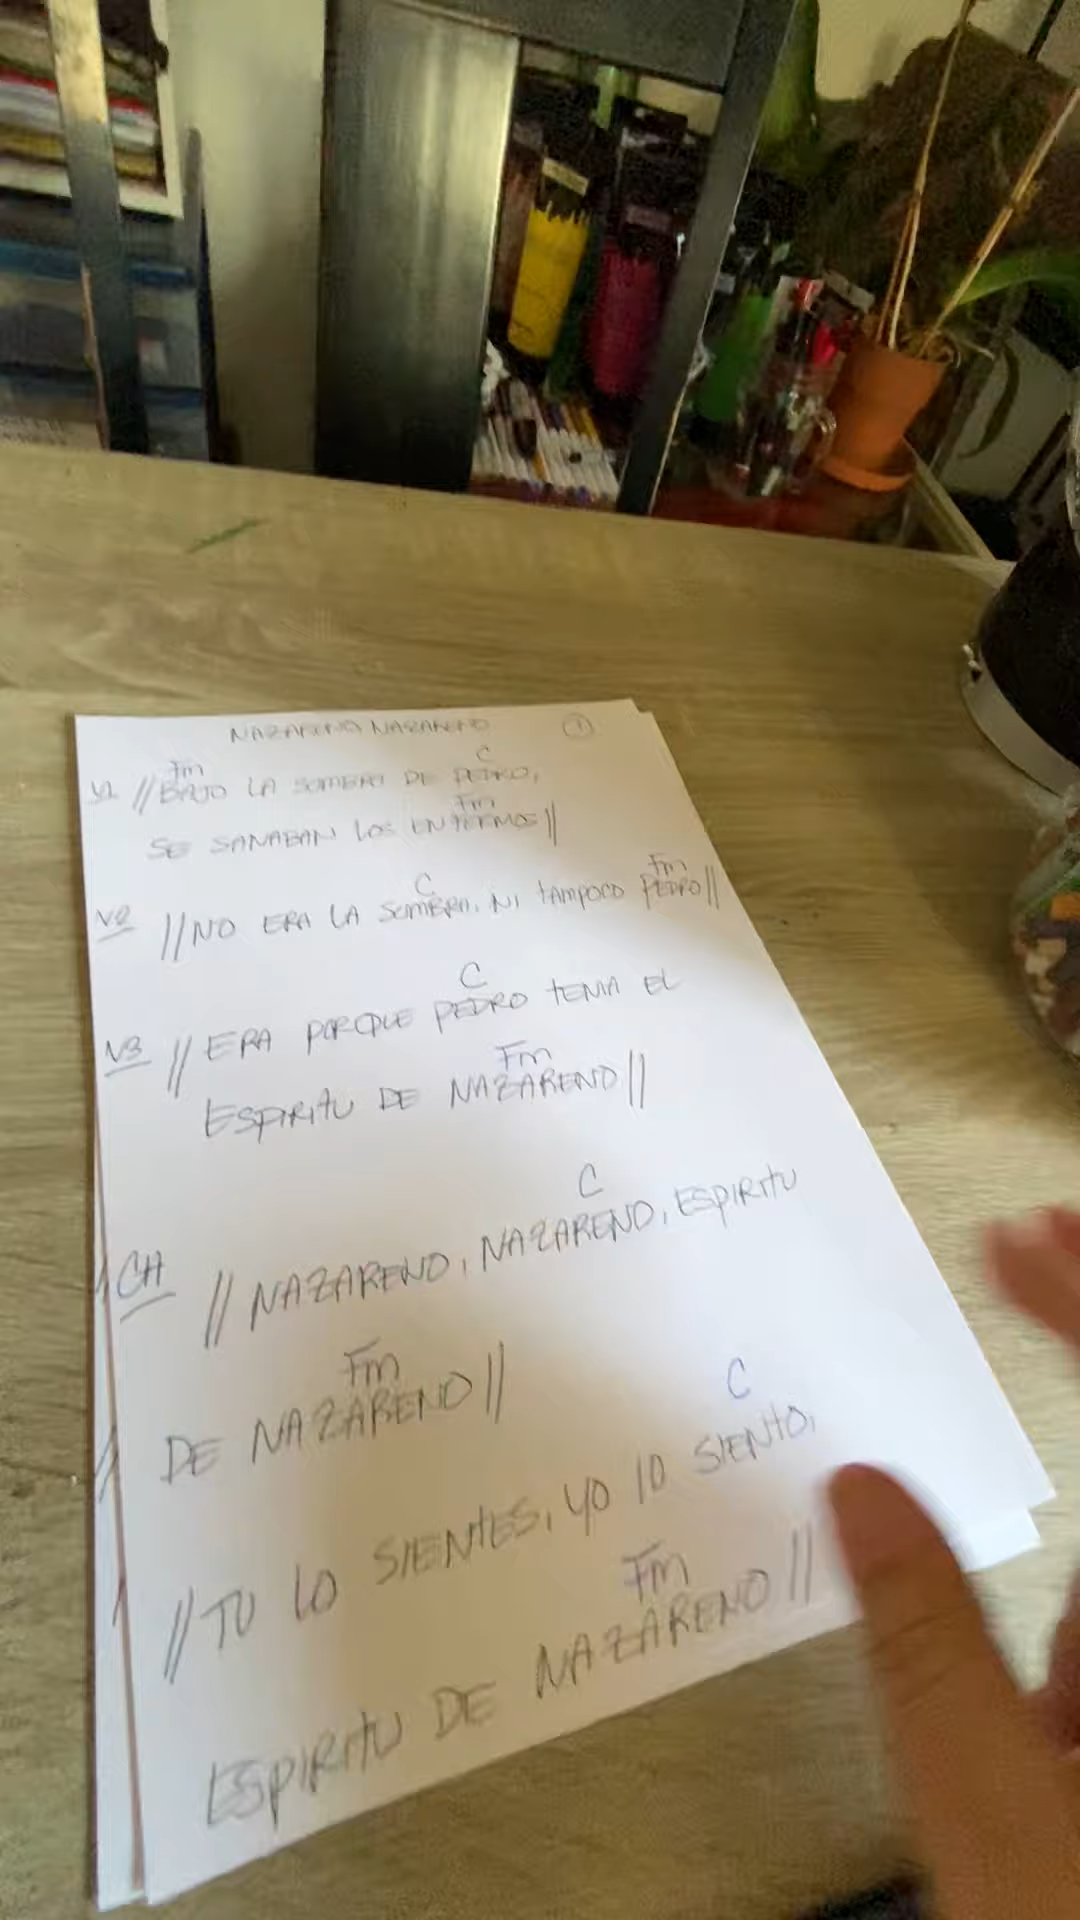 NAZARENO NAZARENO 1
Fm C
V1 //BAJO LA SOMBRA DE PEDRO,
Fm
SE SANABAN LOS ENFERMOS//
C Fm
V2 //NO ERA LA SOMBRA, NI TAMPOCO PEDRO//
C
V3 // ERA PORQUE PEDRO TENIA EL
Fm
ESPIRITU DE NAZARENO//
C
CH // NAZARENO, NAZARENO, ESPIRITU
Fm
DE NAZARENO//
C
//TU LO SIENTES, YO LO SIENTO,
Fm
ESPIRITU DE NAZARENO//